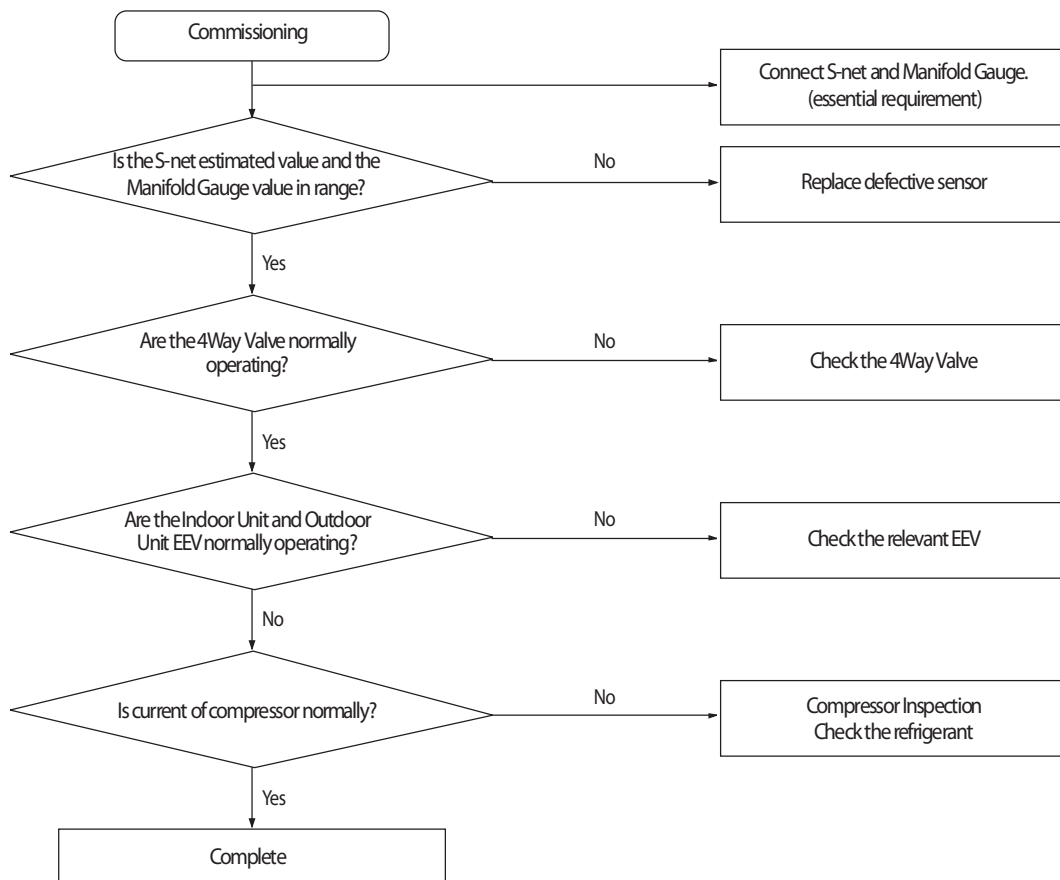 Commissioning
Connect S-net and Manifold Gauge.
(essential requirement)
Is the S-net estimated value and the
Manifold Gauge value in range?
No
Replace defective sensor
Yes
Are the 4Way Valve normally
operating?
No
Check the 4Way Valve
Yes
Are the Indoor Unit and Outdoor
Unit EEV normally operating?
No
Check the relevant EEV
No
Is current of compressor normally?
No
Compressor Inspection
Check the refrigerant
Yes
Complete